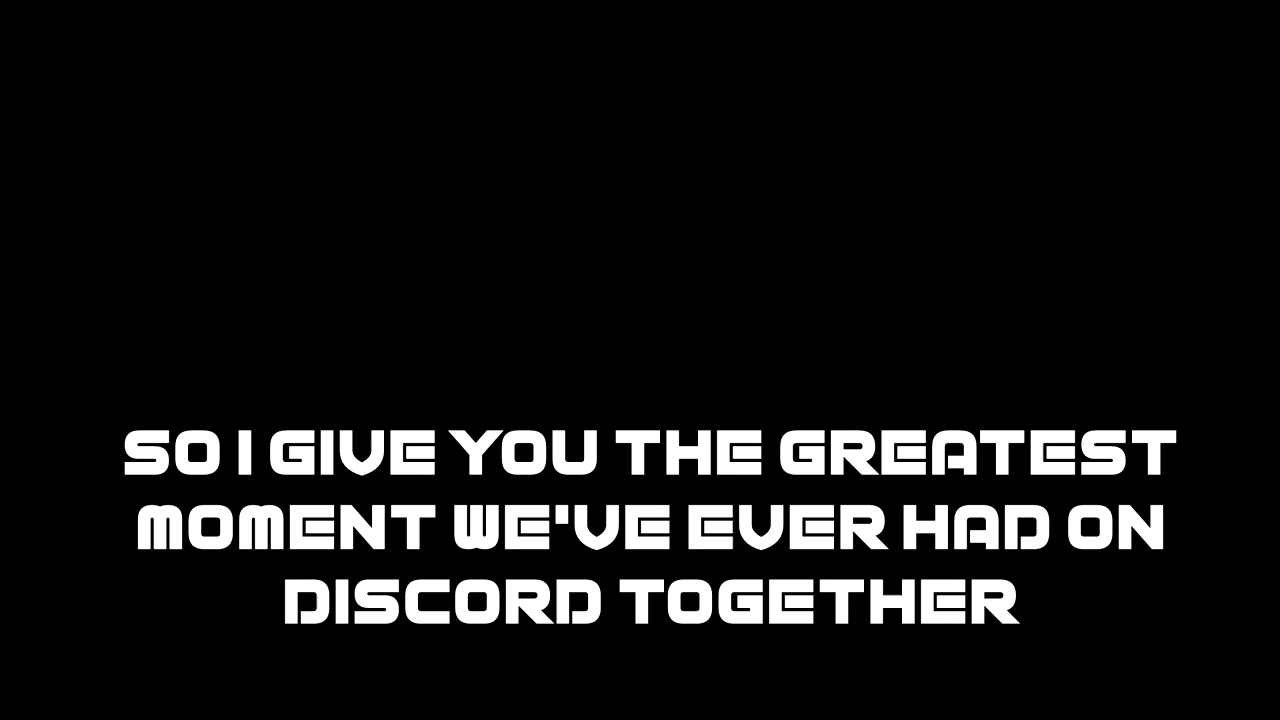 SO I GIVE YOU THE GREATEST
MOMENT WE'VE EVER HAD ON
DISCORD TOGETHER